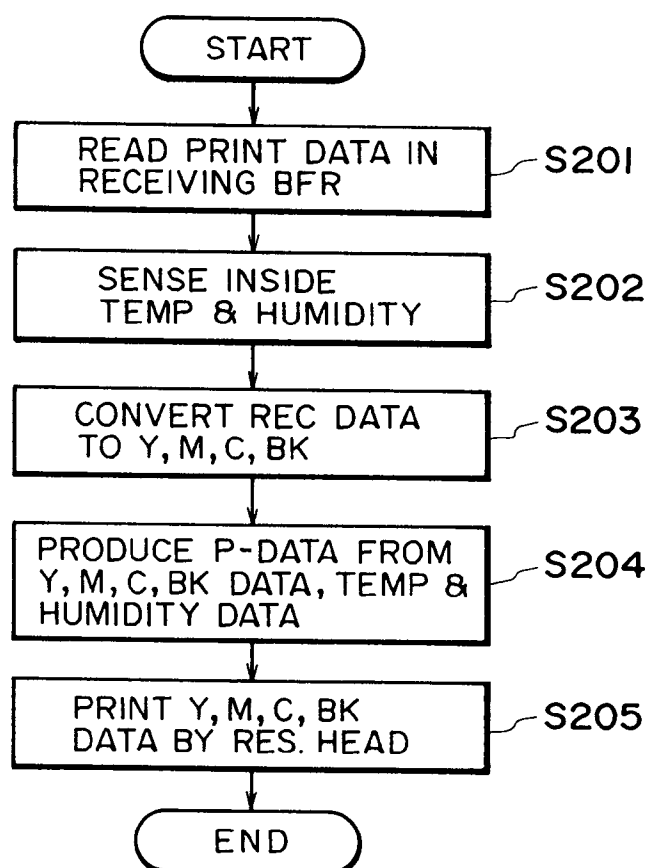 START
READ PRINT DATA IN
RECEIVING BFR
S201
SENSE INSIDE
TEMP & HUMIDITY
S202
CONVERT REC DATA
TO Y, M, C, BK
S203
PRODUCE P-DATA FROM
Y, M, C, BK DATA, TEMP &
HUMIDITY DATA
S204
PRINT Y, M, C, BK
DATA BY RES. HEAD
S205
END